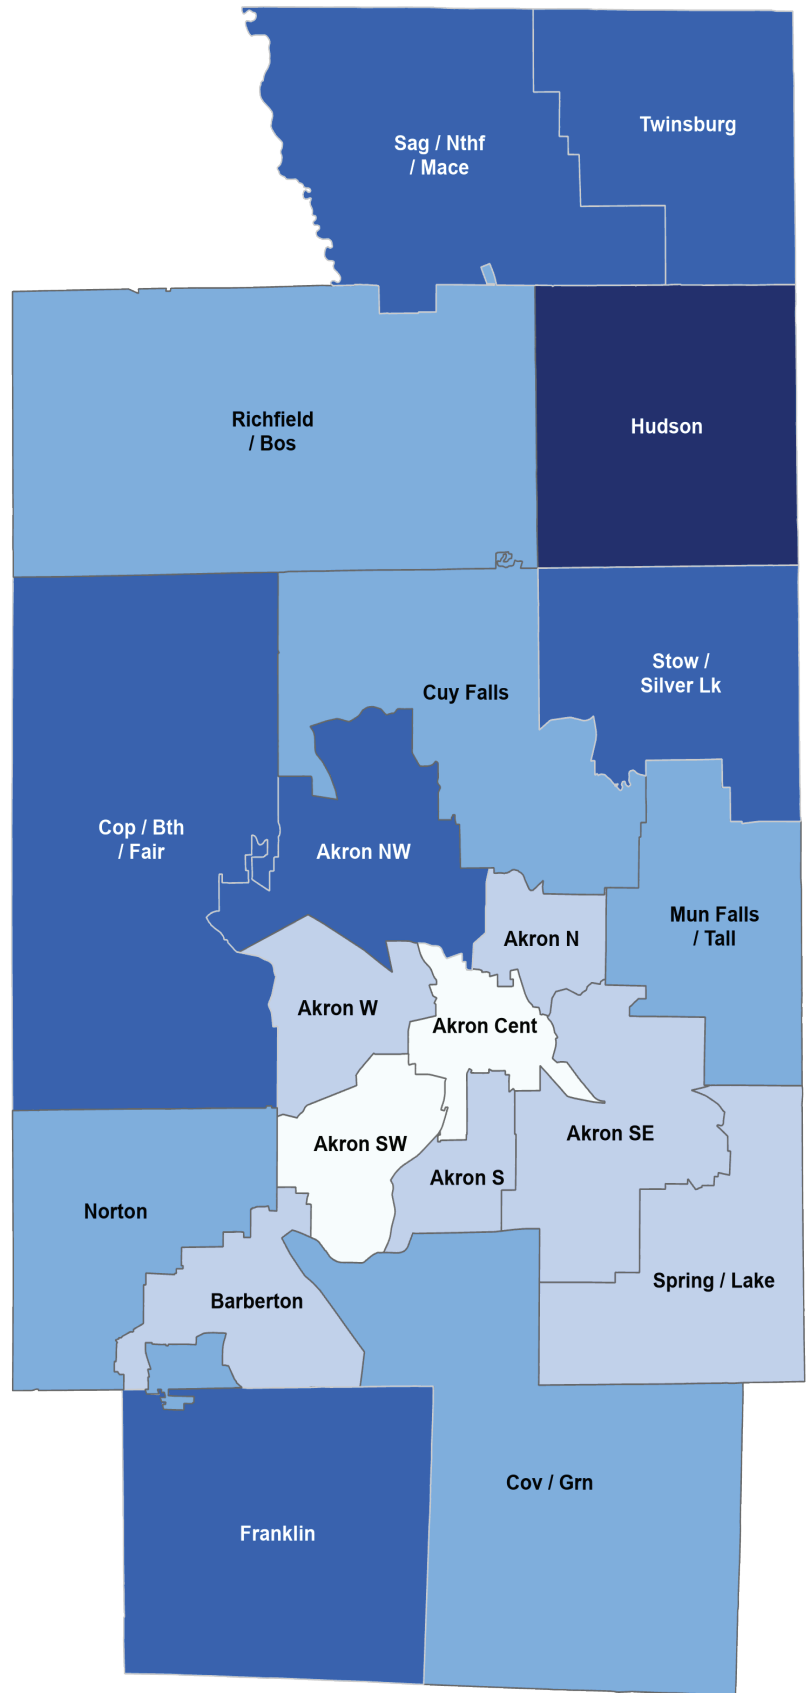 Twinsburg
Sag / Nthf
/ Mace
Richfield
/ Bos
Hudson
Stow /
Silver Lk
Cuy Falls
Cop / Bth
/ Fair
Akron NW
Mun Falls
/ Tall
Akron N
Akron W
Akron Cent
Akron SE
Akron SW
Akron S
Norton
Spring / Lake
Barberton
Cov / Grn
Franklin